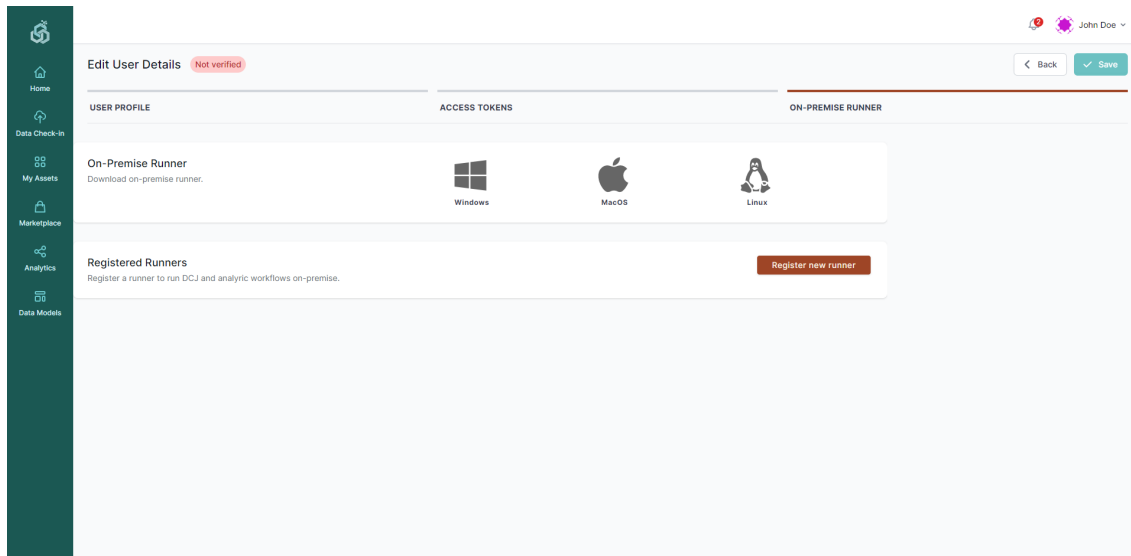 2
John Doe
Edit User Details
Not verified
Back
Save
Home
Data Check-in
My Assets
Marketplace
Analytics
Data Models
USER PROFILE
ACCESS TOKENS
ON-PREMISE RUNNER
On-Premise Runner
Download on-premise runner.
Windows
MacOS
Linux
Registered Runners
Register a runner to run DCJ and analyric workflows on-premise.
Register new runner